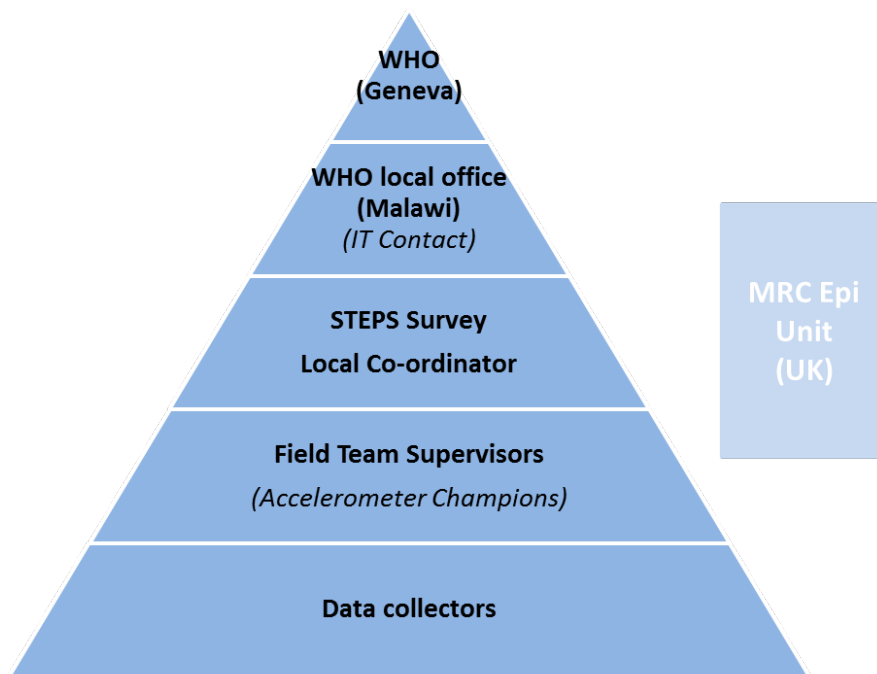 WHO
(Geneva)
WHO local office
(Malawi)
(IT Contact)
STEPS Survey
Local Co-ordinator
Field Team Supervisors
(Accelerometer Champions)
Data collectors
MRC Epi
Unit
(UK)